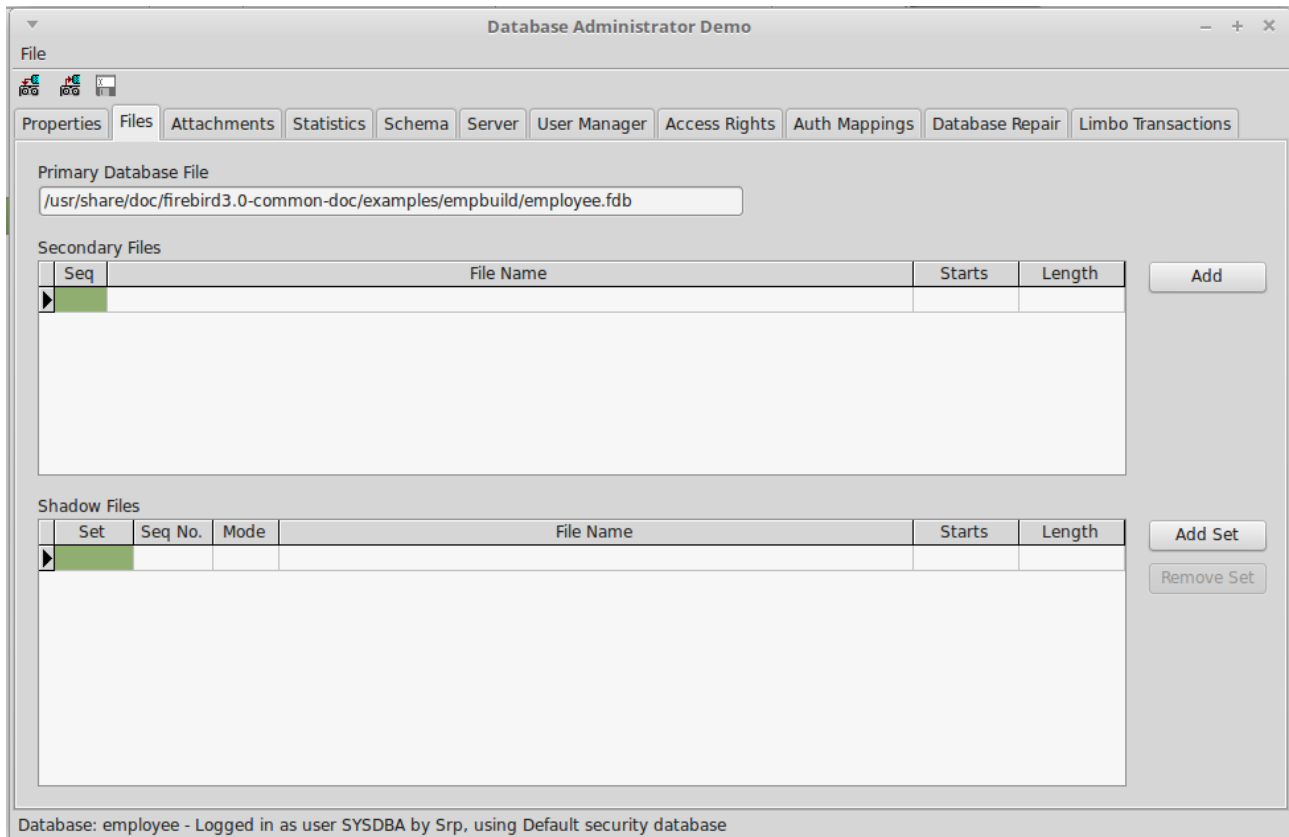 Database Administrator Demo
File
Properties Files Attachments Statistics Schema Server User Manager Access Rights Auth Mappings Database Repair Limbo Transactions
Primary Database File
/usr/share/doc/firebird3.0-common-doc/examples/empbuild/employee.fdb
Secondary Files
Seq File Name Starts Length Add
Shadow Files
Set Seq No. Mode File Name Starts Length Add Set
Remove Set
Database: employee - Logged in as user SYSDBA by Srp, using Default security database